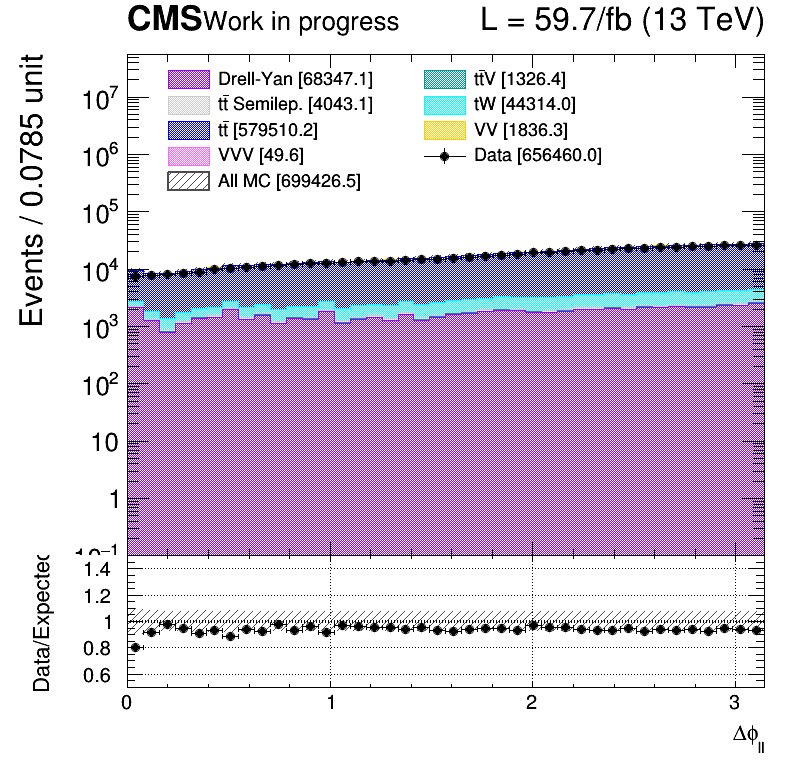 CMS Work in progress L = 59.7/fb (13 TeV)
Events / 0.0785 unit
Drell-Yan [68347.1]
tt̄ Semilep. [4043.1]
tt̄ [579510.2]
VVV [49.6]
All MC [699426.5]
tt̄V [1326.4]
tW [44314.0]
VV [1836.3]
Data [656460.0]
10⁷
10⁶
10⁵
10⁴
10³
10²
10
1
10⁻¹
Data/Expected
1.4
1.2
1
0.8
0.6
0 1 2 3
Δϕ_ll